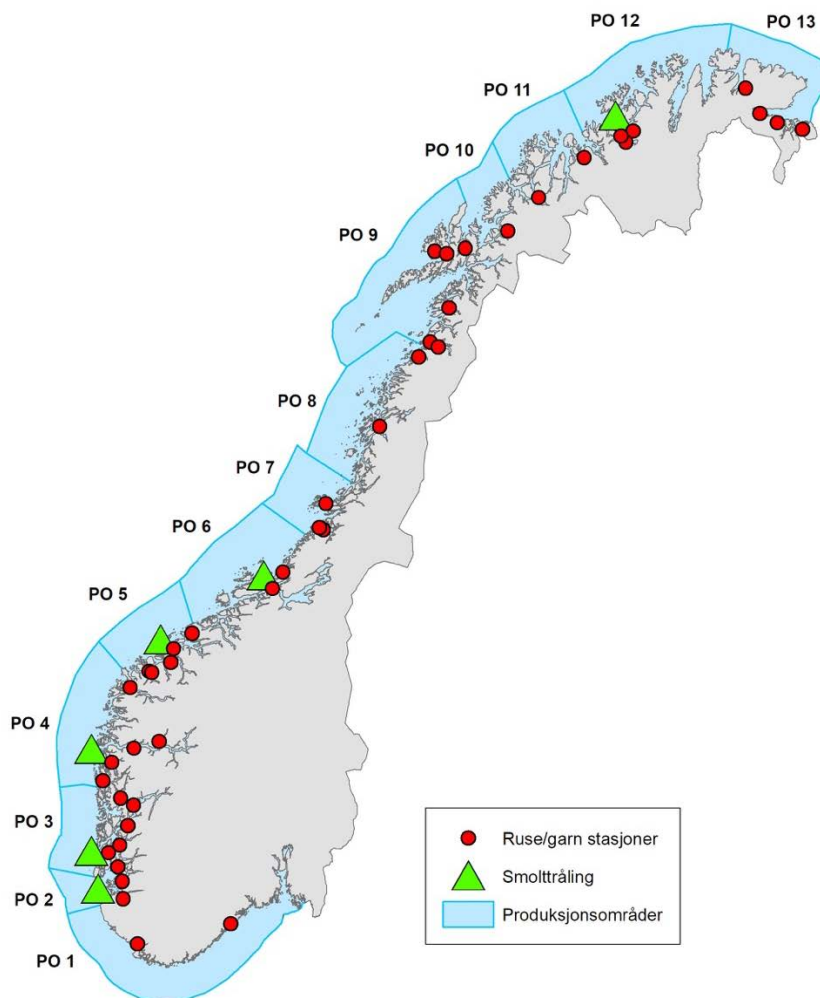 PO 12
PO 13
PO 11
PO 10
PO 9
PO 8
PO 7
PO 6
PO 5
PO 4
PO 3
PO 2
PO 1
Ruse/garn stasjoner
Smolttråling
Produksjonsområder